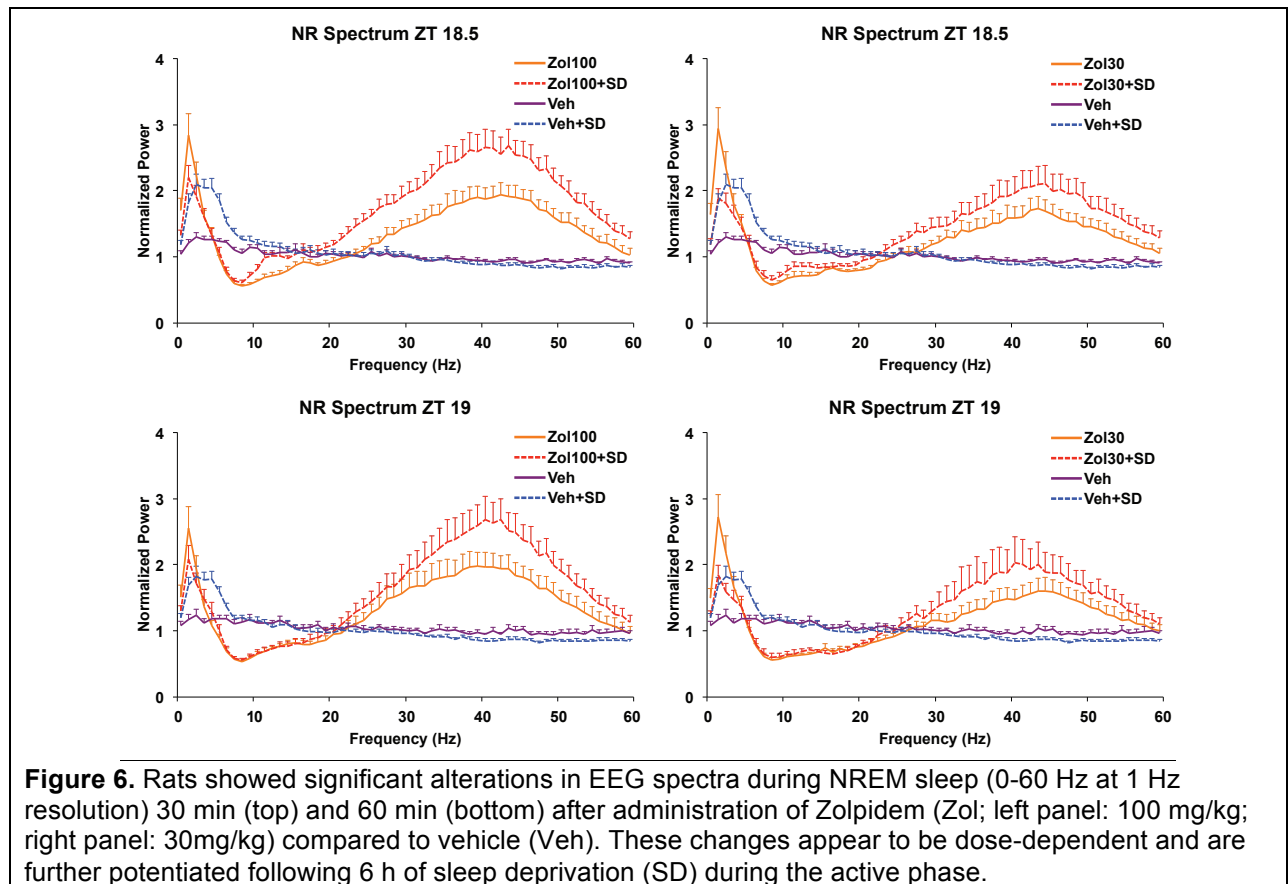 NR Spectrum ZT 18.5
Zol100
Zol100+SD
Veh
Veh+SD
Normalized Power
4
3
2
1
0
0 10 20 30 40 50 60
Frequency (Hz)
NR Spectrum ZT 18.5
Zol30
Zol30+SD
Veh
Veh+SD
Normalized Power
4
3
2
1
0
0 10 20 30 40 50 60
Frequency (Hz)
NR Spectrum ZT 19
Zol100
Zol100+SD
Veh
Veh+SD
Normalized Power
4
3
2
1
0
0 10 20 30 40 50 60
Frequency (Hz)
NR Spectrum ZT 19
Zol30
Zol30+SD
Veh
Veh+SD
Normalized Power
4
3
2
1
0
0 10 20 30 40 50 60
Frequency (Hz)
Figure 6. Rats showed significant alterations in EEG spectra during NREM sleep (0-60 Hz at 1 Hz
resolution) 30 min (top) and 60 min (bottom) after administration of Zolpidem (Zol; left panel: 100 mg/kg;
right panel: 30mg/kg) compared to vehicle (Veh). These changes appear to be dose-dependent and are
further potentiated following 6 h of sleep deprivation (SD) during the active phase.